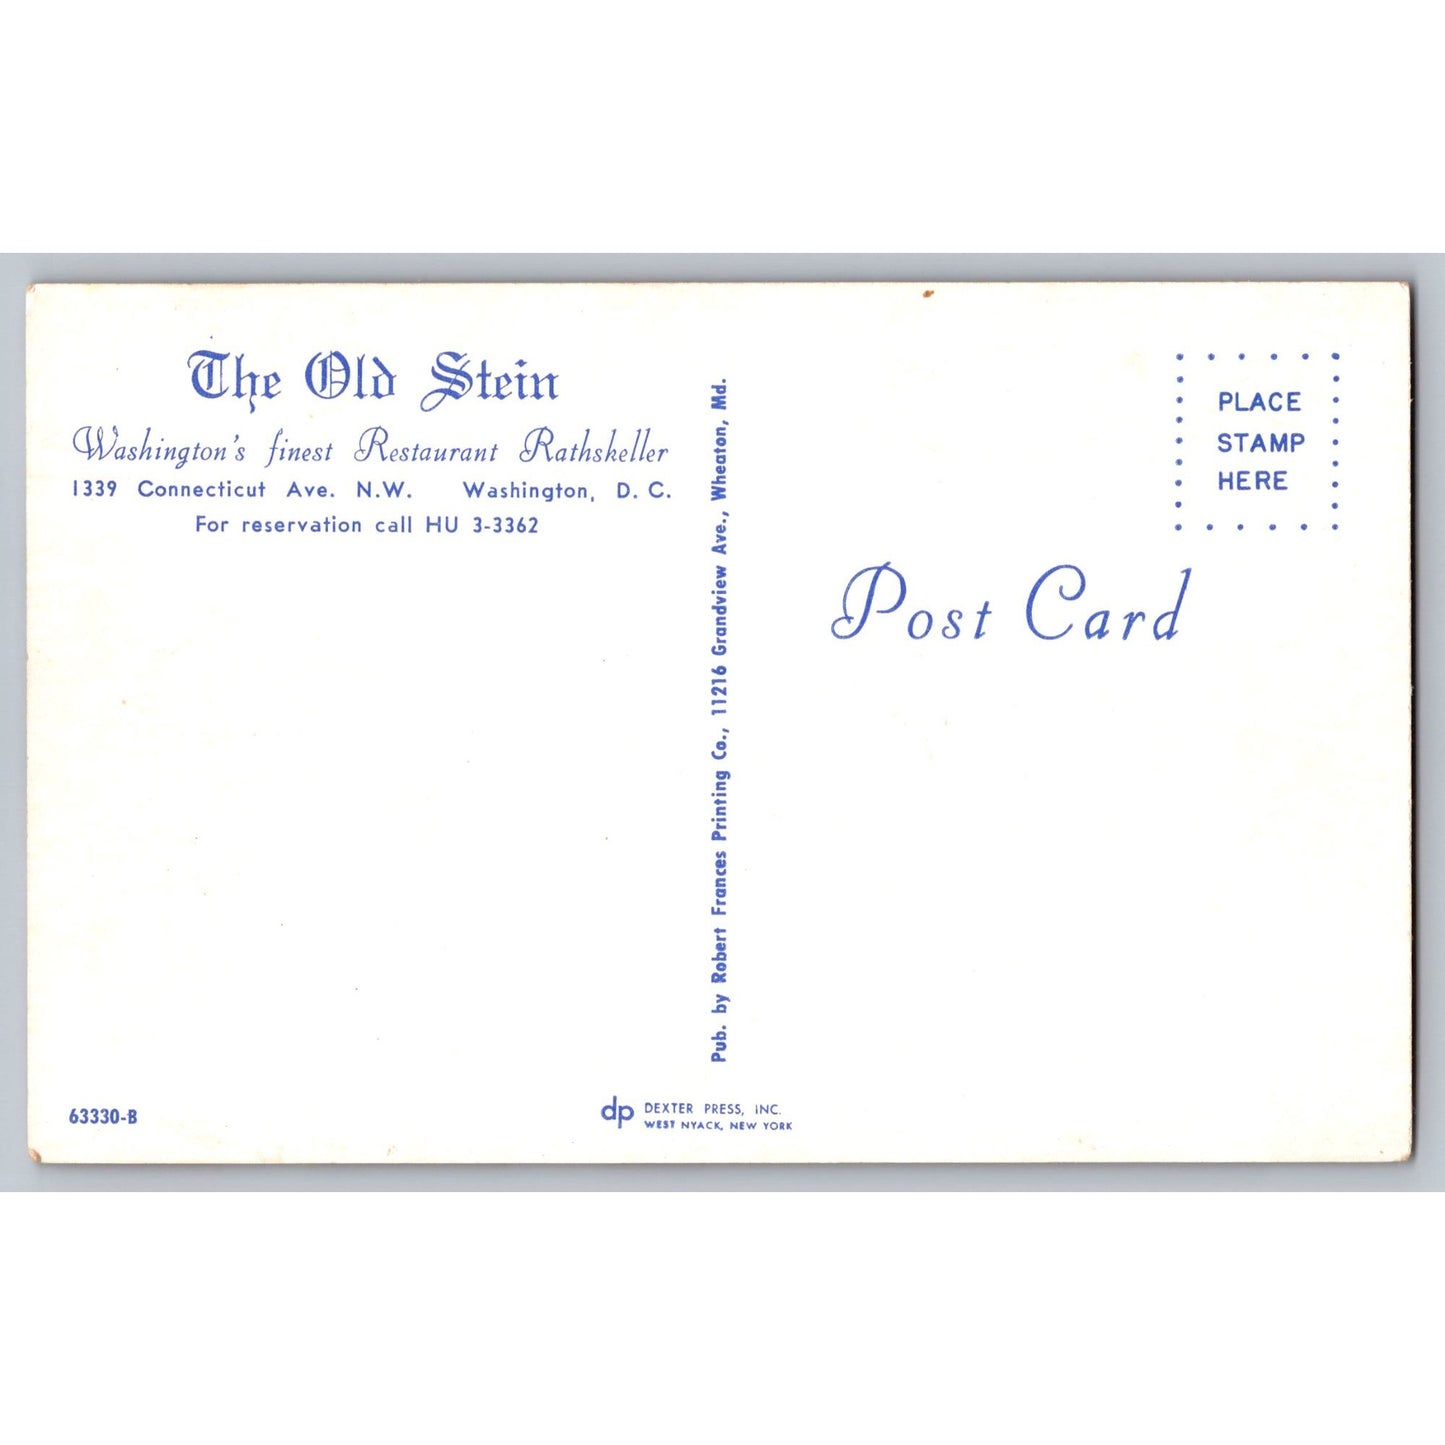 The Old Stein
Washington's finest Restaurant Rathskeller
1339 Connecticut Ave. N.W. Washington, D. C.
For reservation call HU 3-3362
63330-B
Pub. by Robert Frances Printing Co., 11216 Grandview Ave., Wheaton, Md.
dp DEXTER PRESS, INC.
WEST NYACK, NEW YORK
PLACE
STAMP
HERE
Post Card